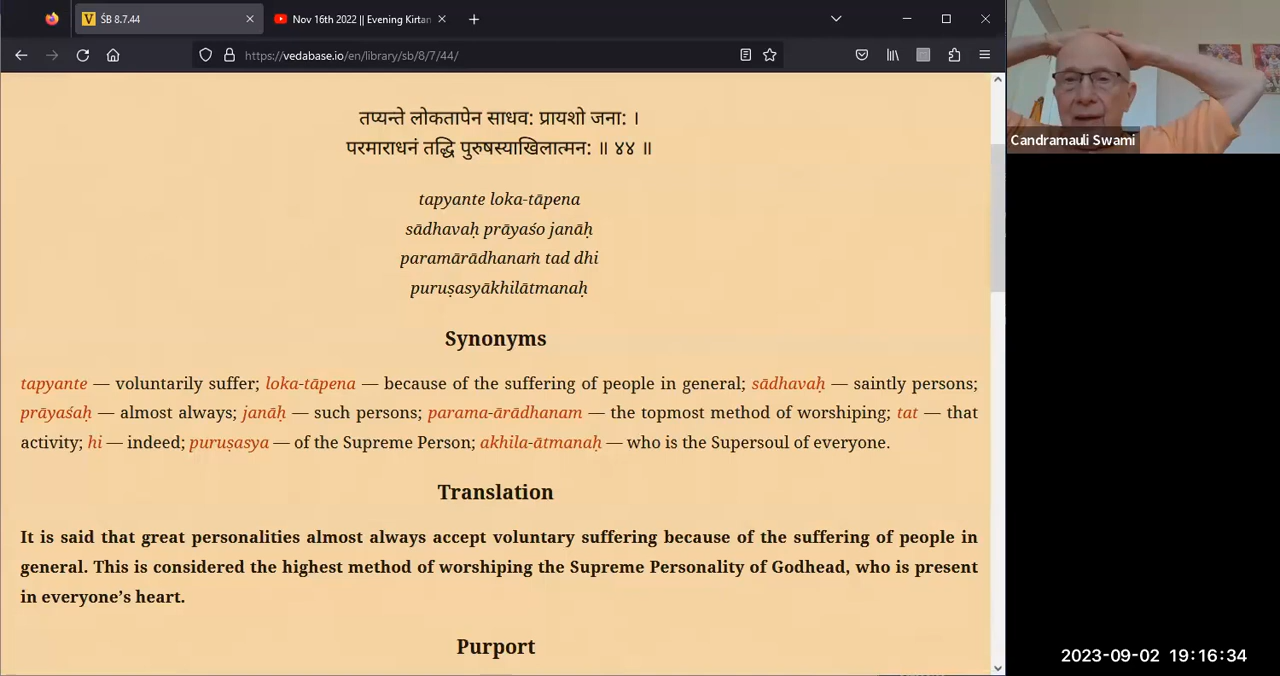 ŚB 8.7.44
Nov 16th 2022 || Evening Kirtan
https://vedabase.io/en/library/sb/8/7/44/
तप्यन्ते लोकतापेन साधव: प्रायशो जना: ।
परमाराधनं तद्धि पुरुषस्याखिलात्मन: ॥ ४४ ॥
tapyante loka-tāpena
sādhavaḥ prāyaśo janāḥ
paramārādhanaṁ tad dhi
puruṣasyākhilātmanaḥ
Synonyms
tapyante — voluntarily suffer; loka-tāpena — because of the suffering of people in general; sādhavaḥ — saintly persons;
prāyaśaḥ — almost always; janāḥ — such persons; parama-ārādhanam — the topmost method of worshiping; tat — that
activity; hi — indeed; puruṣasya — of the Supreme Person; akhila-ātmanaḥ — who is the Supersoul of everyone.
Translation
It is said that great personalities almost always accept voluntary suffering because of the suffering of people in
general. This is considered the highest method of worshiping the Supreme Personality of Godhead, who is present
in everyone’s heart.
Purport
Candramauli Swami
2023-09-02 19:16:34